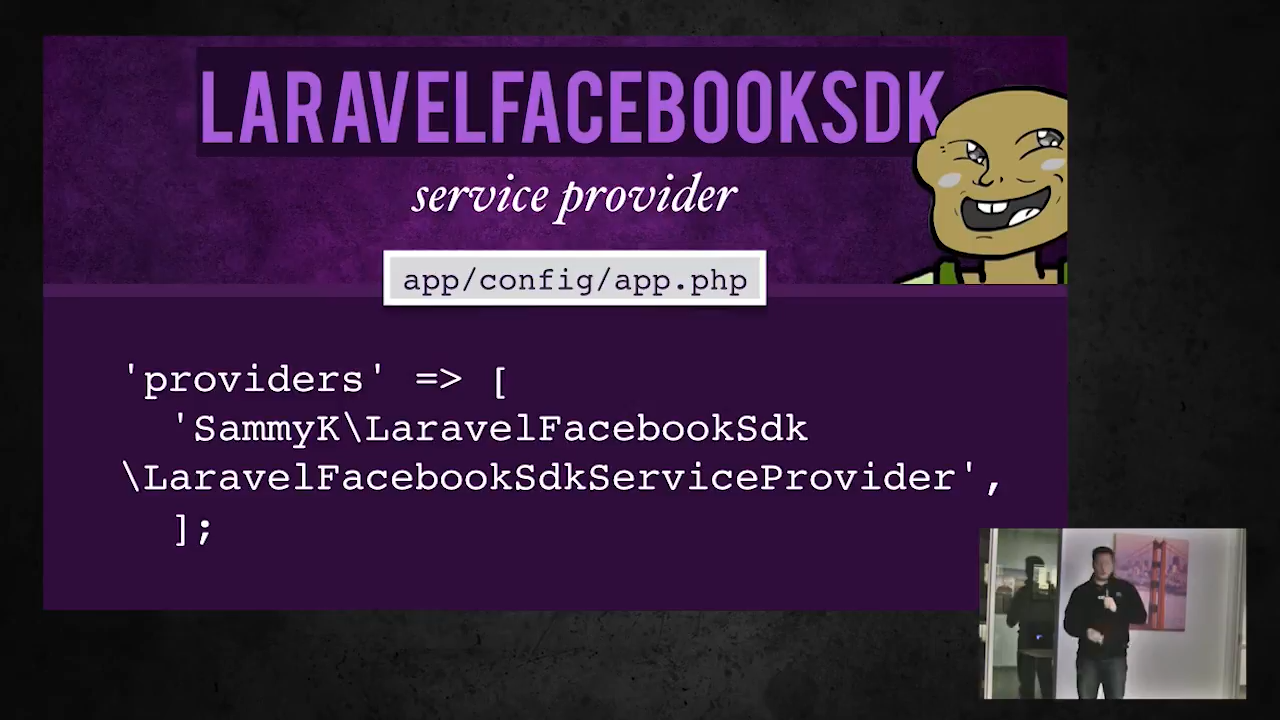 LARAVELFACEBOOKSDK
service provider
app/config/app.php
'providers' => [
'SammyK\LaravelFacebookSdk
\LaravelFacebookSdkServiceProvider',
];